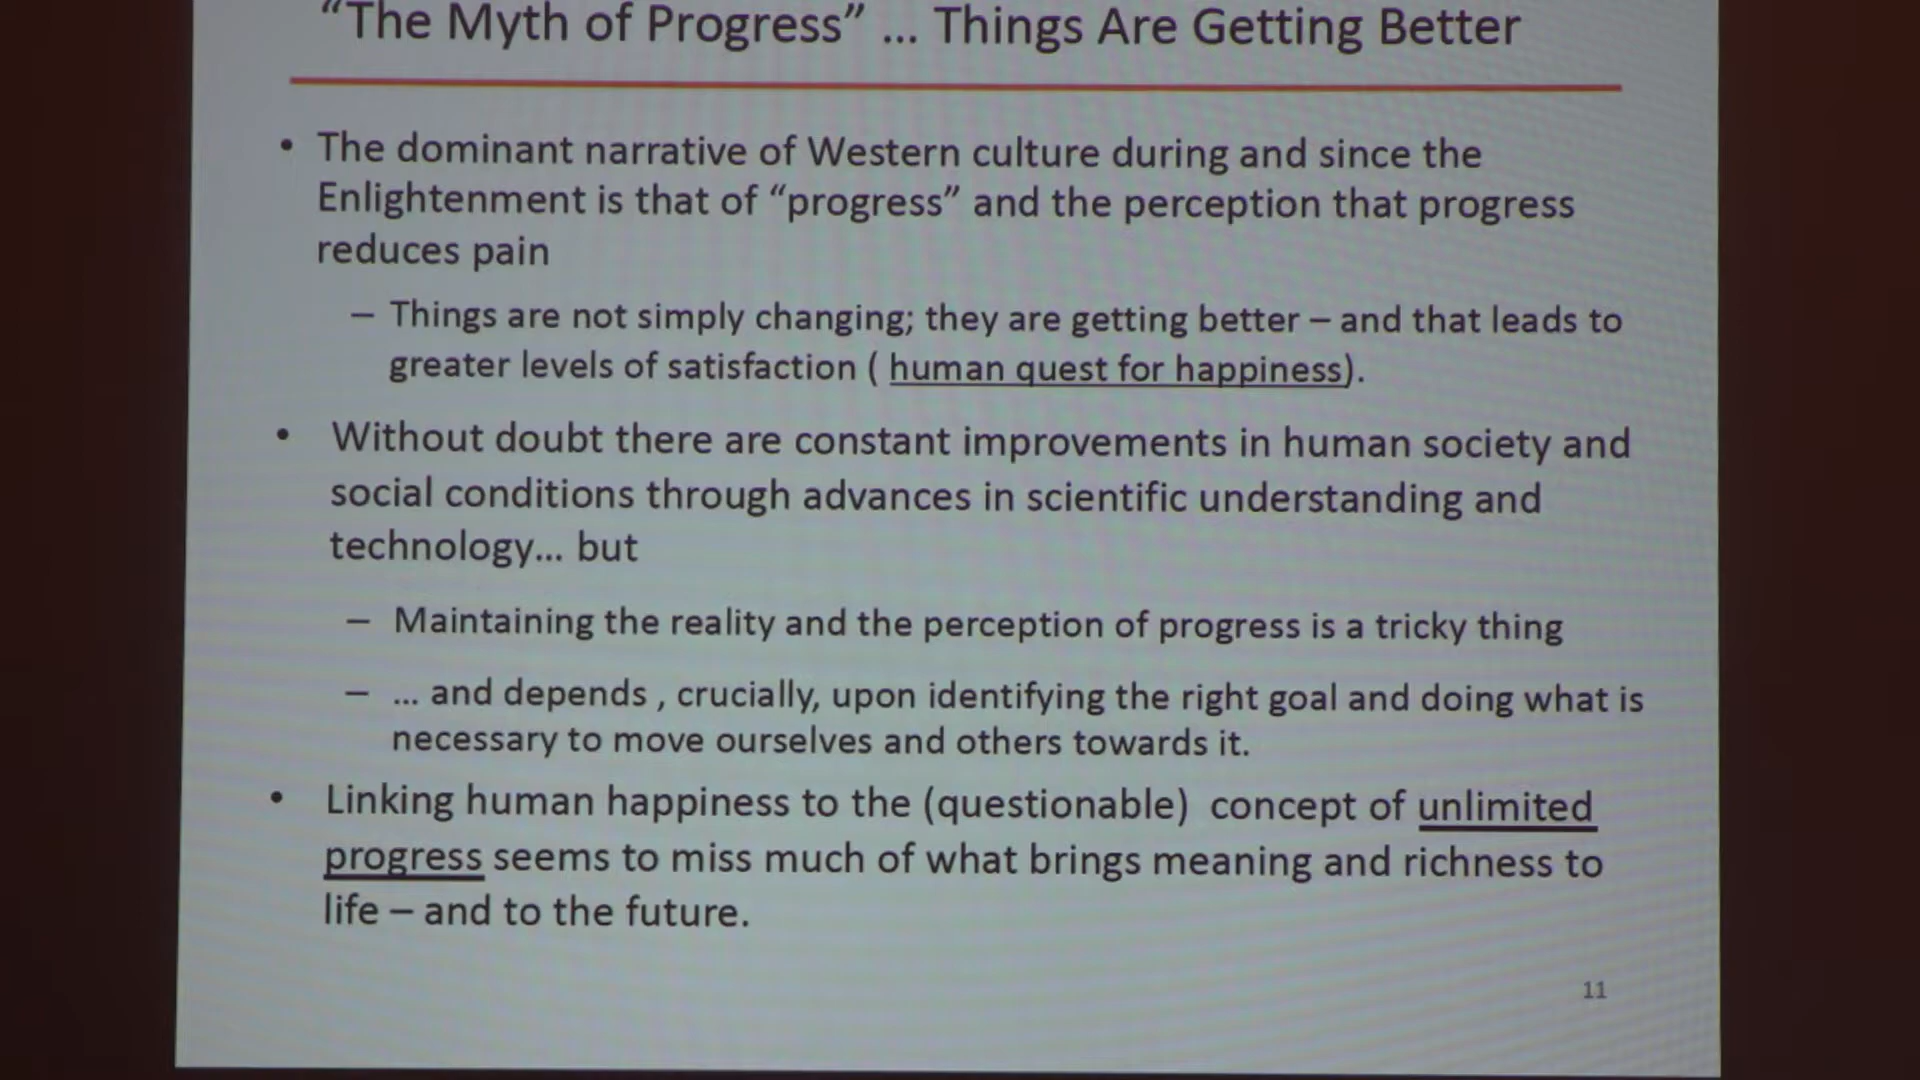 “The Myth of Progress” ... Things Are Getting Better
• The dominant narrative of Western culture during and since the
Enlightenment is that of “progress” and the perception that progress
reduces pain
– Things are not simply changing; they are getting better – and that leads to
greater levels of satisfaction ( human quest for happiness).
• Without doubt there are constant improvements in human society and
social conditions through advances in scientific understanding and
technology... but
– Maintaining the reality and the perception of progress is a tricky thing
– ... and depends , crucially, upon identifying the right goal and doing what is
necessary to move ourselves and others towards it.
• Linking human happiness to the (questionable) concept of unlimited
progress seems to miss much of what brings meaning and richness to
life – and to the future.
11